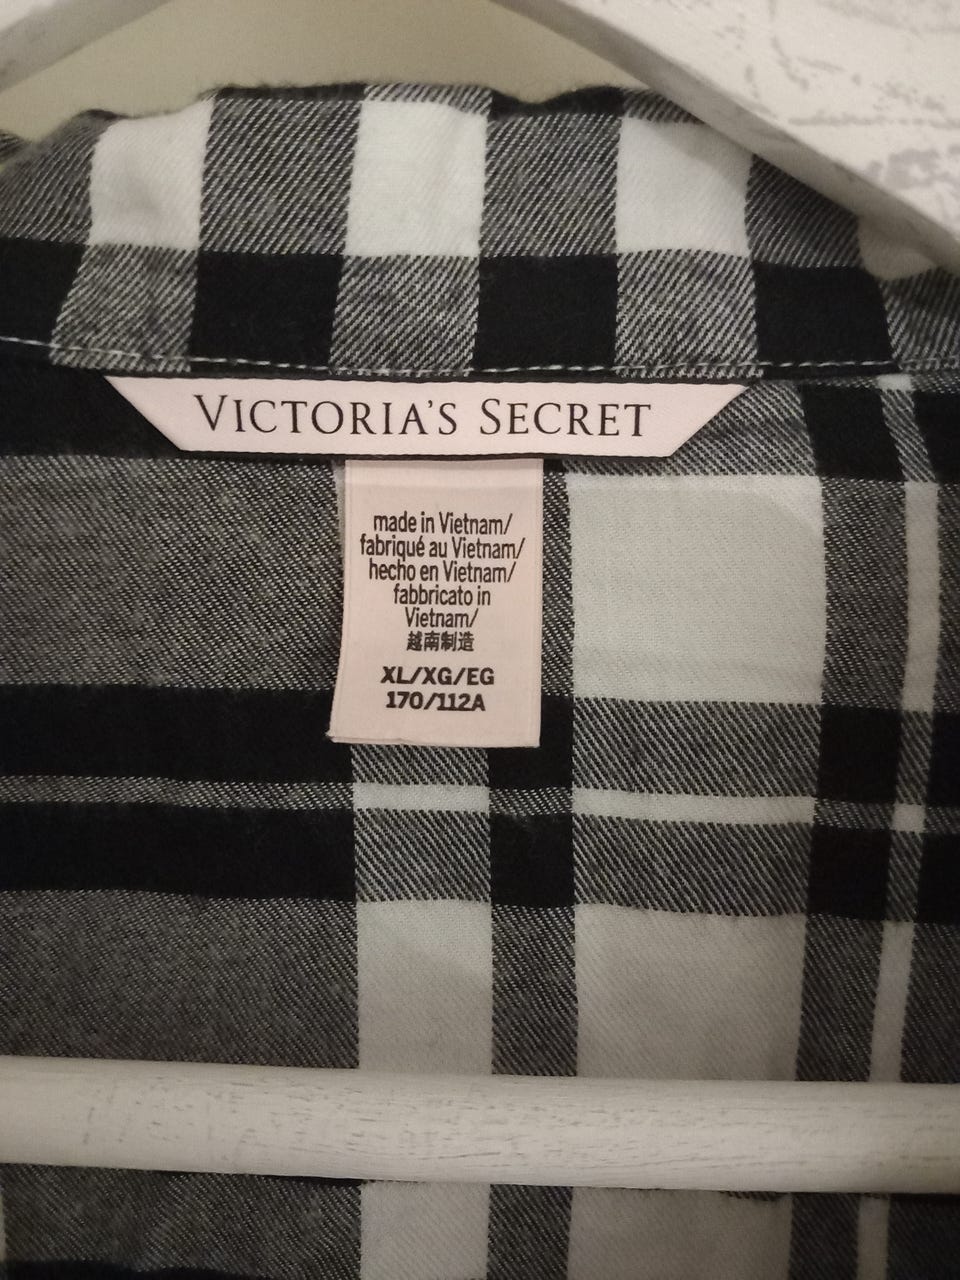 VICTORIA'S SECRET
made in Vietnam/
fabriqué au Vietnam/
hecho en Vietnam/
fabbricato in
Vietnam/
越南制造
XL/XG/EG
170/112A